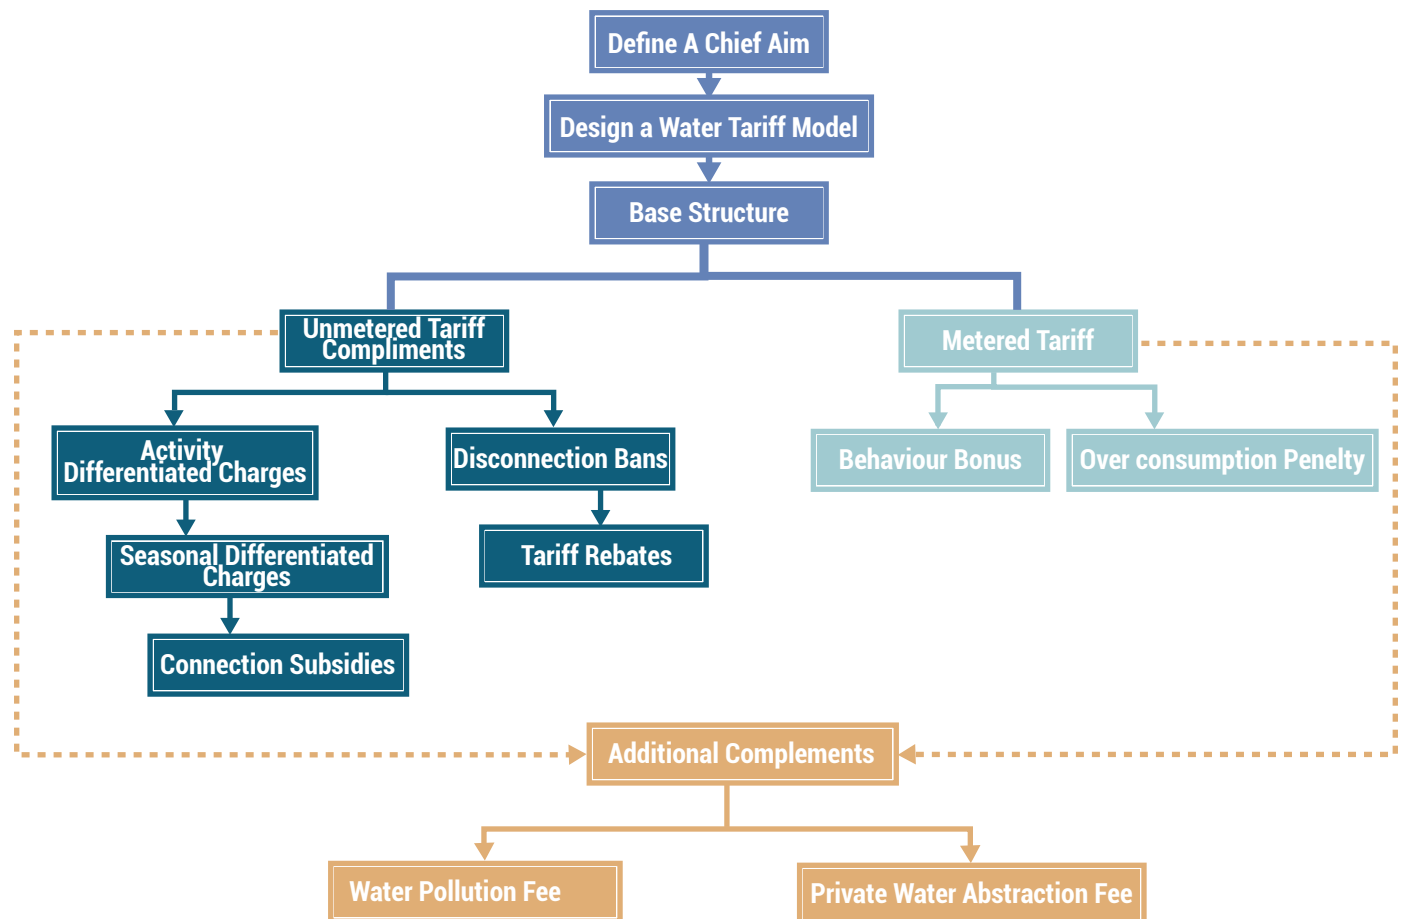 Define A Chief Aim
Design a Water Tariff Model
Base Structure
Unmetered Tariff
Compliments
Metered Tariff
Activity
Differentiated Charges
Disconnection Bans
Behaviour Bonus
Over consumption Penelty
Seasonal Differentiated
Charges
Tariff Rebates
Connection Subsidies
Additional Complements
Water Pollution Fee
Private Water Abstraction Fee